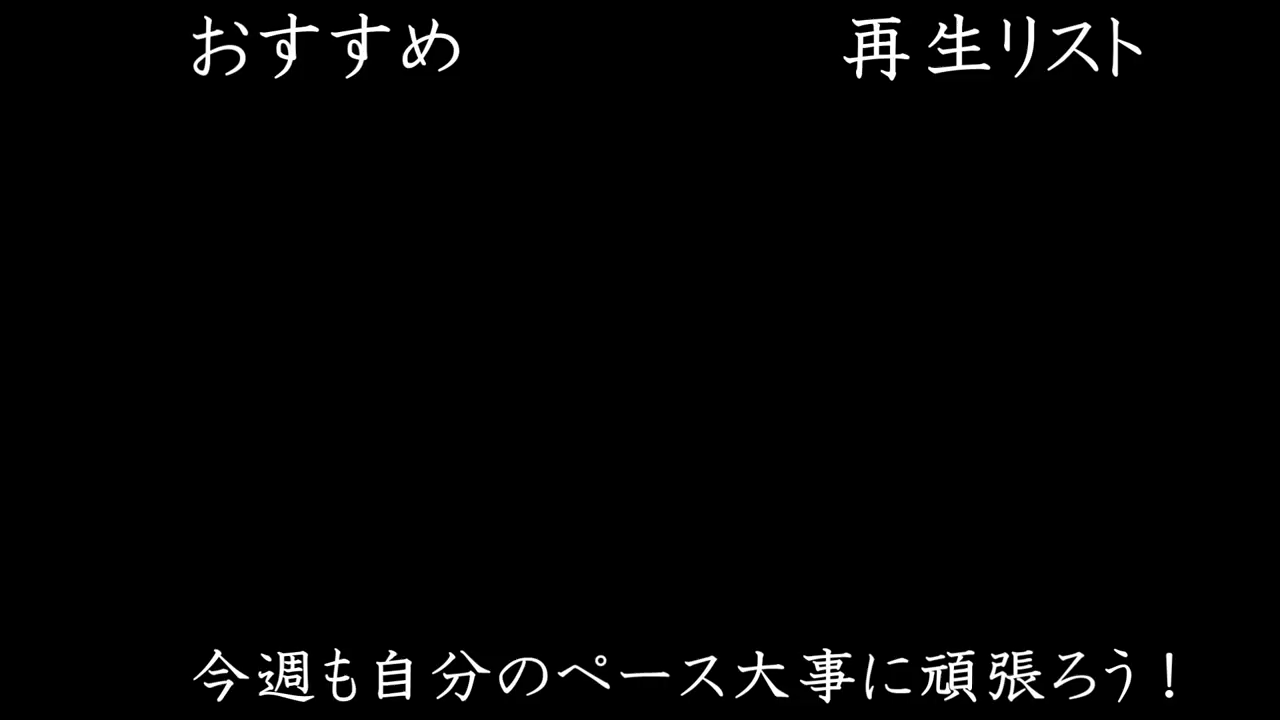 おすすめ
再生リスト
今週も自分のペース大事に頑張ろう！